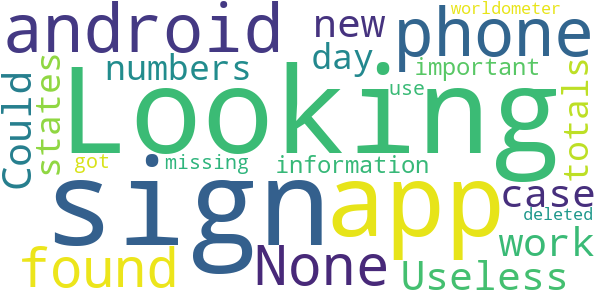 worldometer
android new phone
numbers day important
Could states Looking use totals
got missing information
sign app case
deleted
found None work
Useless